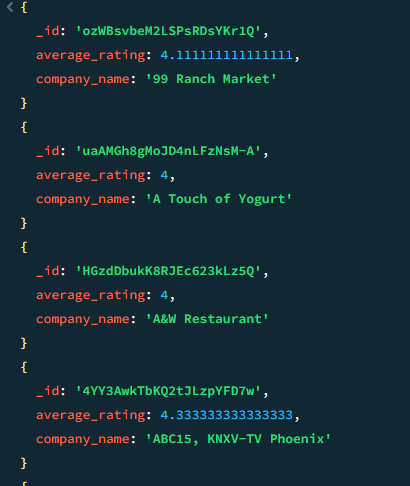 {
_id: 'ozWBsvbeM2LSPsRDsYKr1Q',
average_rating: 4.111111111111111,
company_name: '99 Ranch Market'
}
{
_id: 'uaAMGh8gMoJD4nLFzNsM-A',
average_rating: 4,
company_name: 'A Touch of Yogurt'
}
{
_id: 'HGzdDbukK8RJEc623kLz5Q',
average_rating: 4,
company_name: 'A&W Restaurant'
}
{
_id: '4YY3AwkTbKQ2tJLzpYFD7w',
average_rating: 4.333333333333333,
company_name: 'ABC15, KNXV-TV Phoenix'
}
{